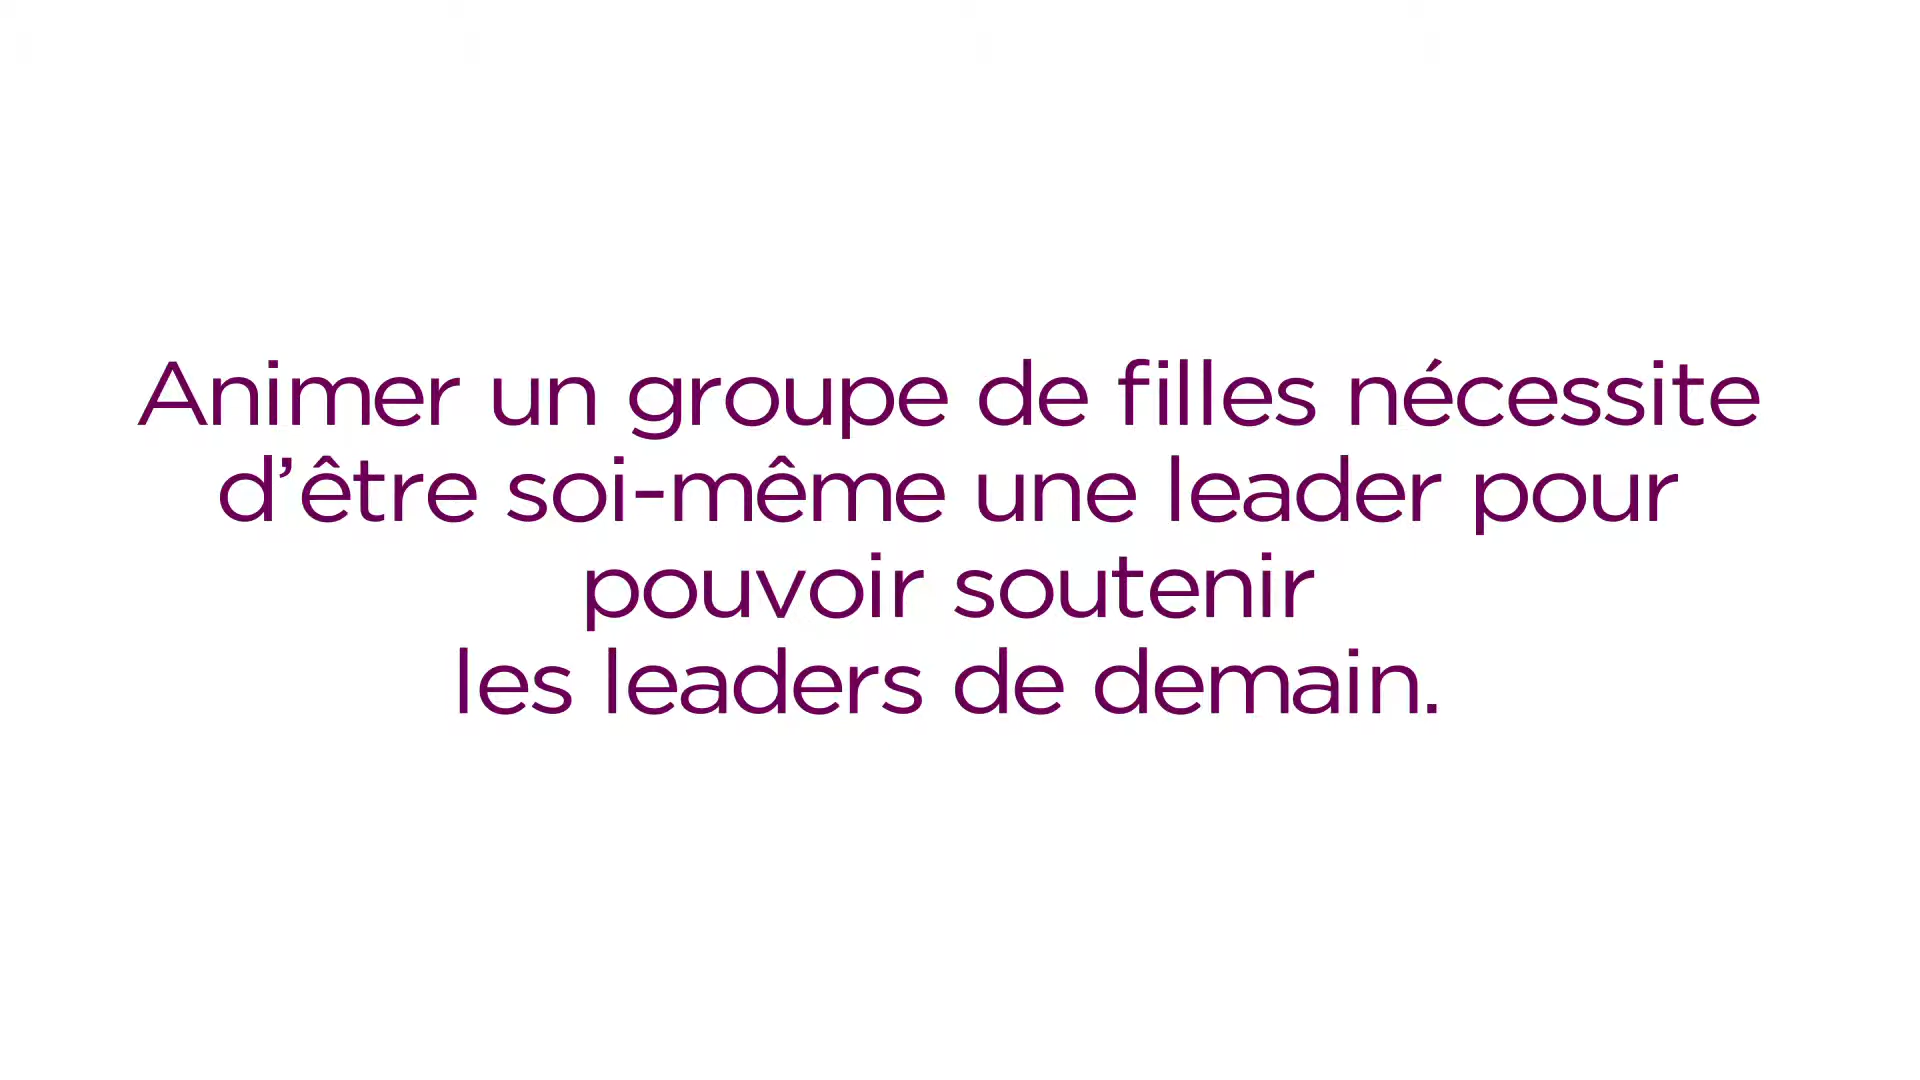 Animer un groupe de filles nécessite
d’être soi-même une leader pour
pouvoir soutenir
les leaders de demain.